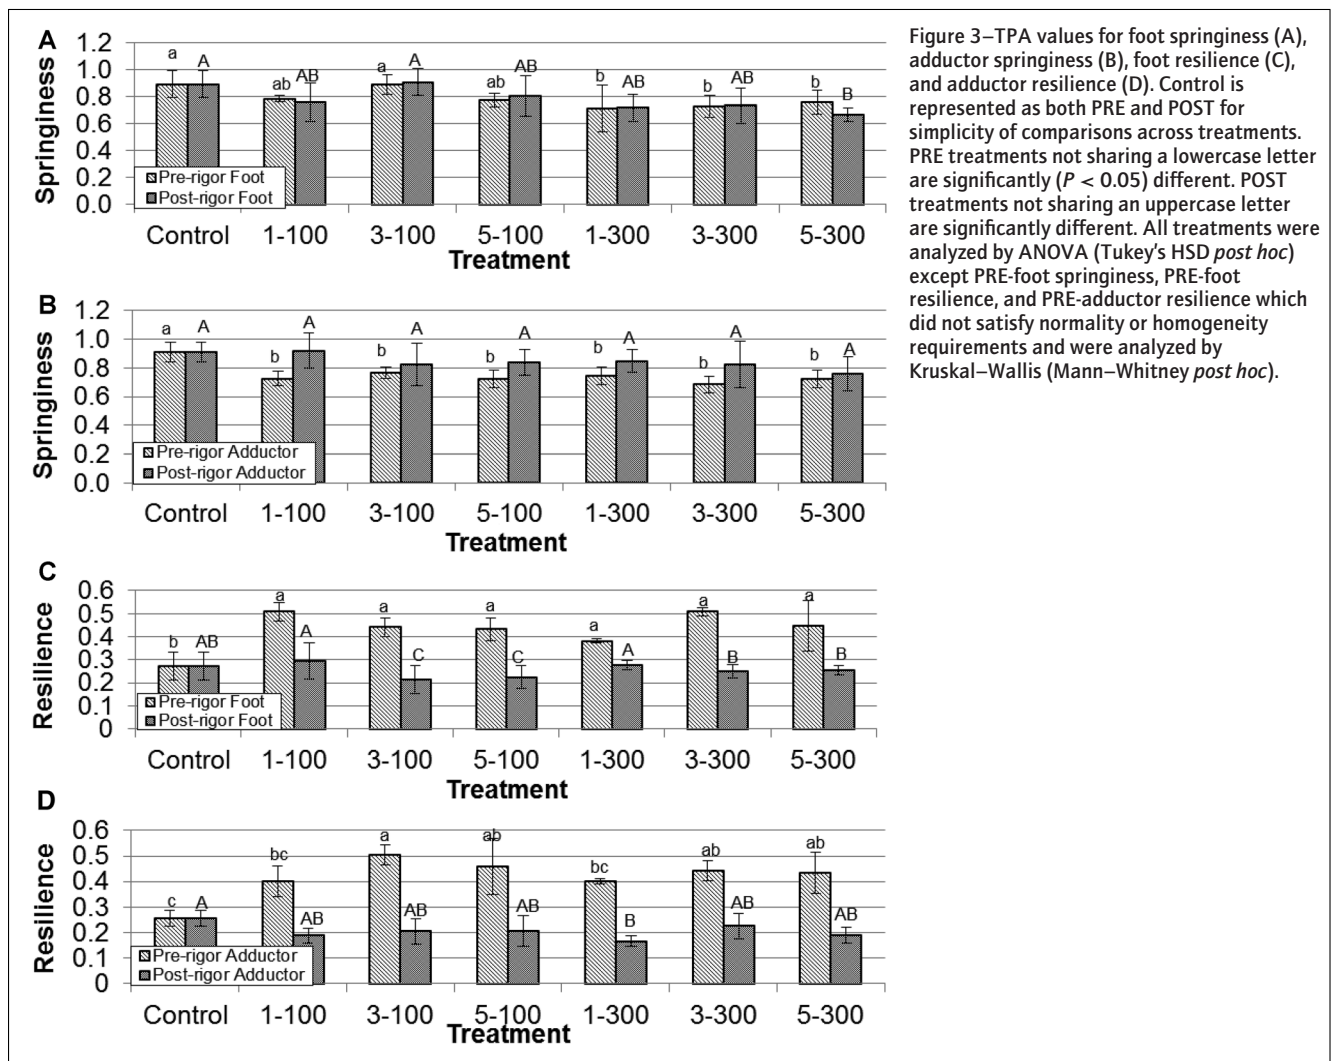 A
Springiness
1.2
1.0
0.8
0.6
0.4
0.2
0.0
a A
ab AB
a A
ab AB
b AB
b AB
b B
Pre-rigor Foot
Post-rigor Foot
Control 1-100 3-100 5-100 1-300 3-300 5-300
Treatment
B
Springiness
1.2
1.0
0.8
0.6
0.4
0.2
0.0
a A
b A
b A
b A
b A
b A
b A
Pre-rigor Adductor
Post-rigor Adductor
Control 1-100 3-100 5-100 1-300 3-300 5-300
Treatment
C
Resilience
0.6
0.5
0.4
0.3
0.2
0.1
0
b AB
a A
a C
a C
a A
a B
a B
Pre-rigor Foot
Post-rigor Foot
Control 1-100 3-100 5-100 1-300 3-300 5-300
Treatment
D
Resilience
0.6
0.5
0.4
0.3
0.2
0.1
0
c A
bc AB
a AB
ab AB
bc B
ab AB
ab AB
Pre-rigor Adductor
Post-rigor Adductor
Control 1-100 3-100 5-100 1-300 3-300 5-300
Treatment
Figure 3–TPA values for foot springiness (A),
adductor springiness (B), foot resilience (C),
and adductor resilience (D). Control is
represented as both PRE and POST for
simplicity of comparisons across treatments.
PRE treatments not sharing a lowercase letter
are significantly (P < 0.05) different. POST
treatments not sharing an uppercase letter
are significantly different. All treatments were
analyzed by ANOVA (Tukey's HSD post hoc)
except PRE-foot springiness, PRE-foot
resilience, and PRE-adductor resilience which
did not satisfy normality or homogeneity
requirements and were analyzed by
Kruskal–Wallis (Mann–Whitney post hoc).